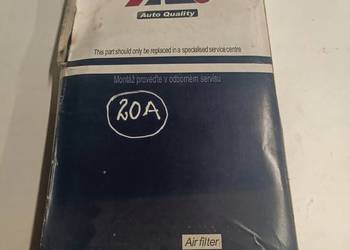 Auto Quality
This part should only be replaced in a specialised service centre
Montáž proveďte v odborném servisu
20A
Air filter